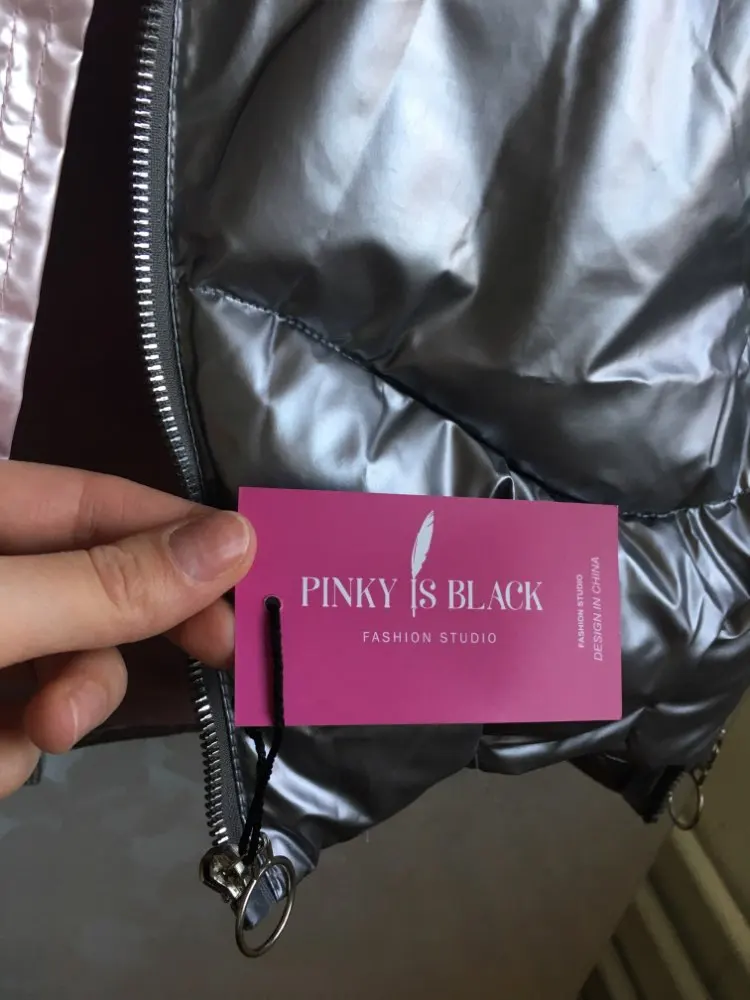 PINKY IS BLACK
FASHION STUDIO
FASHION STUDIO
DESIGN IN CHINA